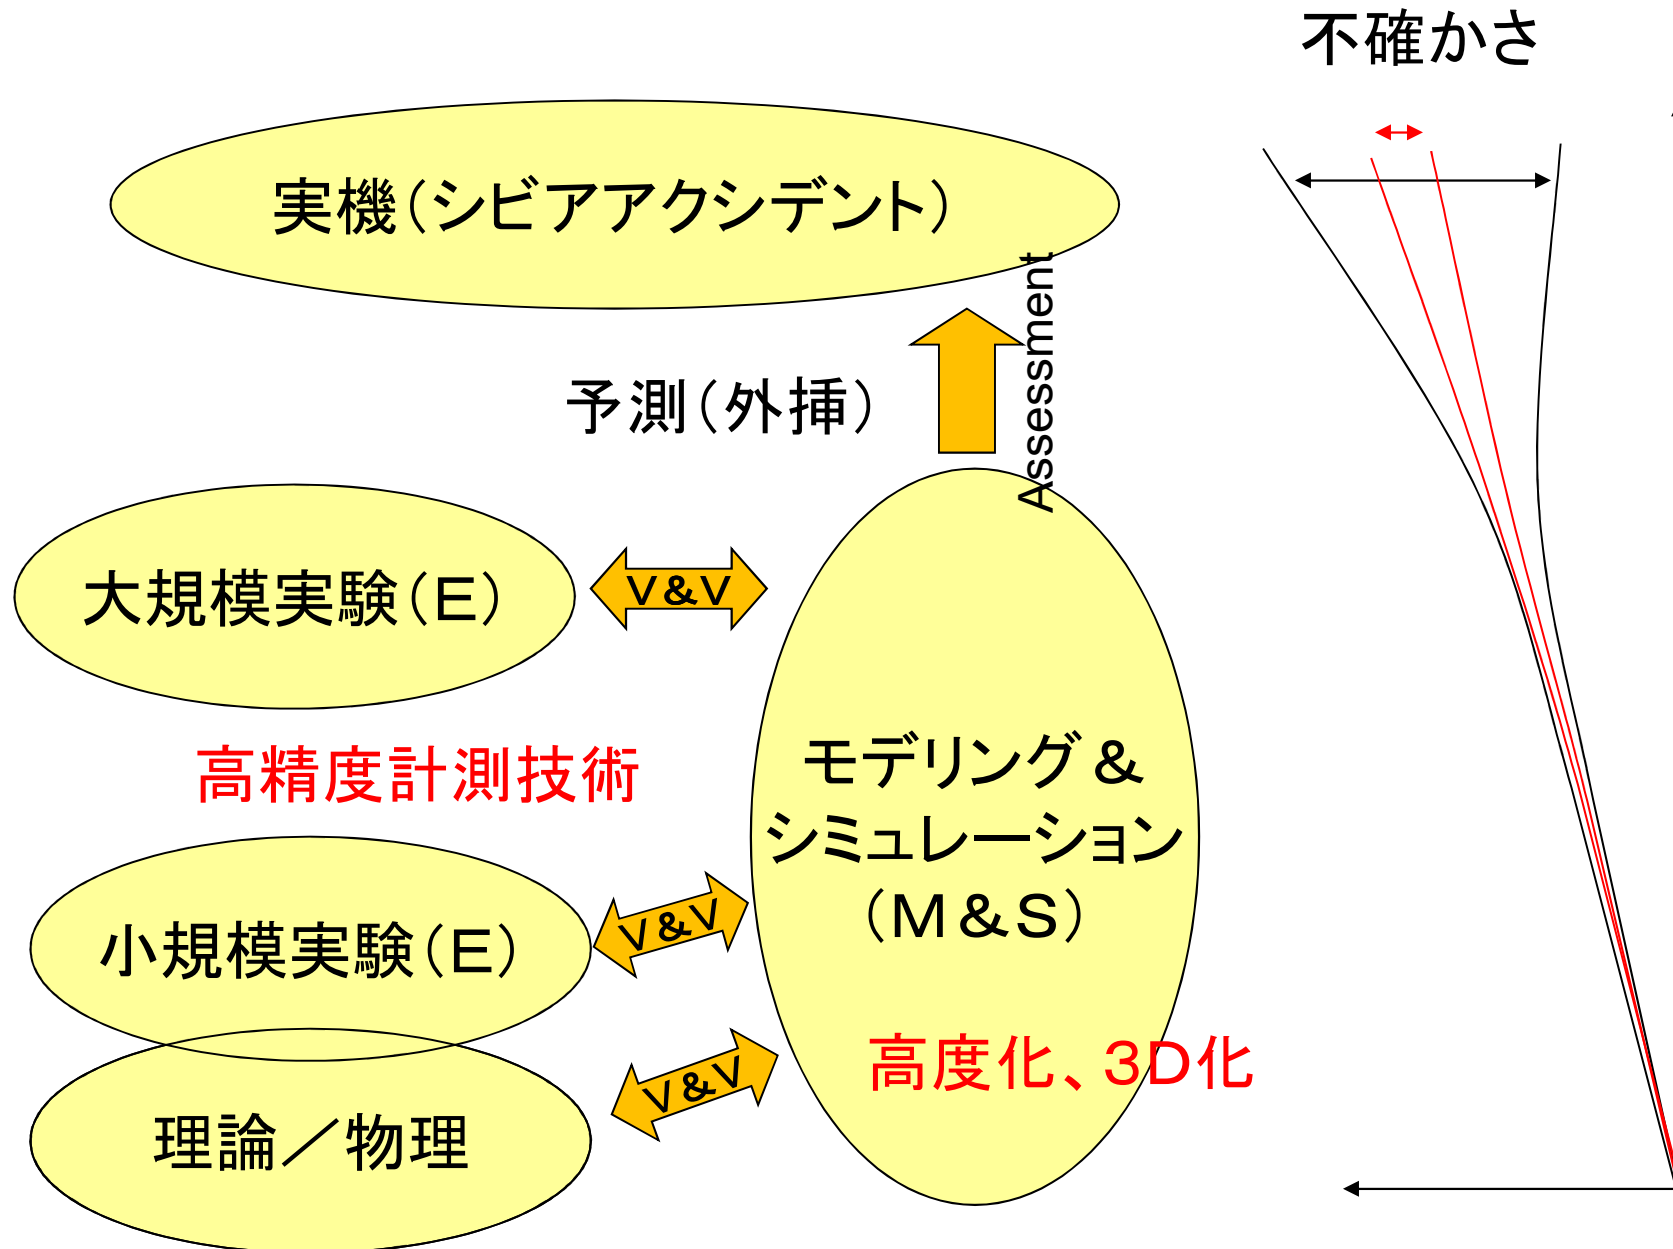 不確かさ
実機（シビアアクシデント）
Assessment
予測（外挿）
大規模実験（Ｅ）
Ｖ＆Ｖ
高精度計測技術
モデリング＆
シミュレーション
（Ｍ＆Ｓ）
小規模実験（Ｅ）
Ｖ＆Ｖ
高度化、３Ｄ化
Ｖ＆Ｖ
理論／物理